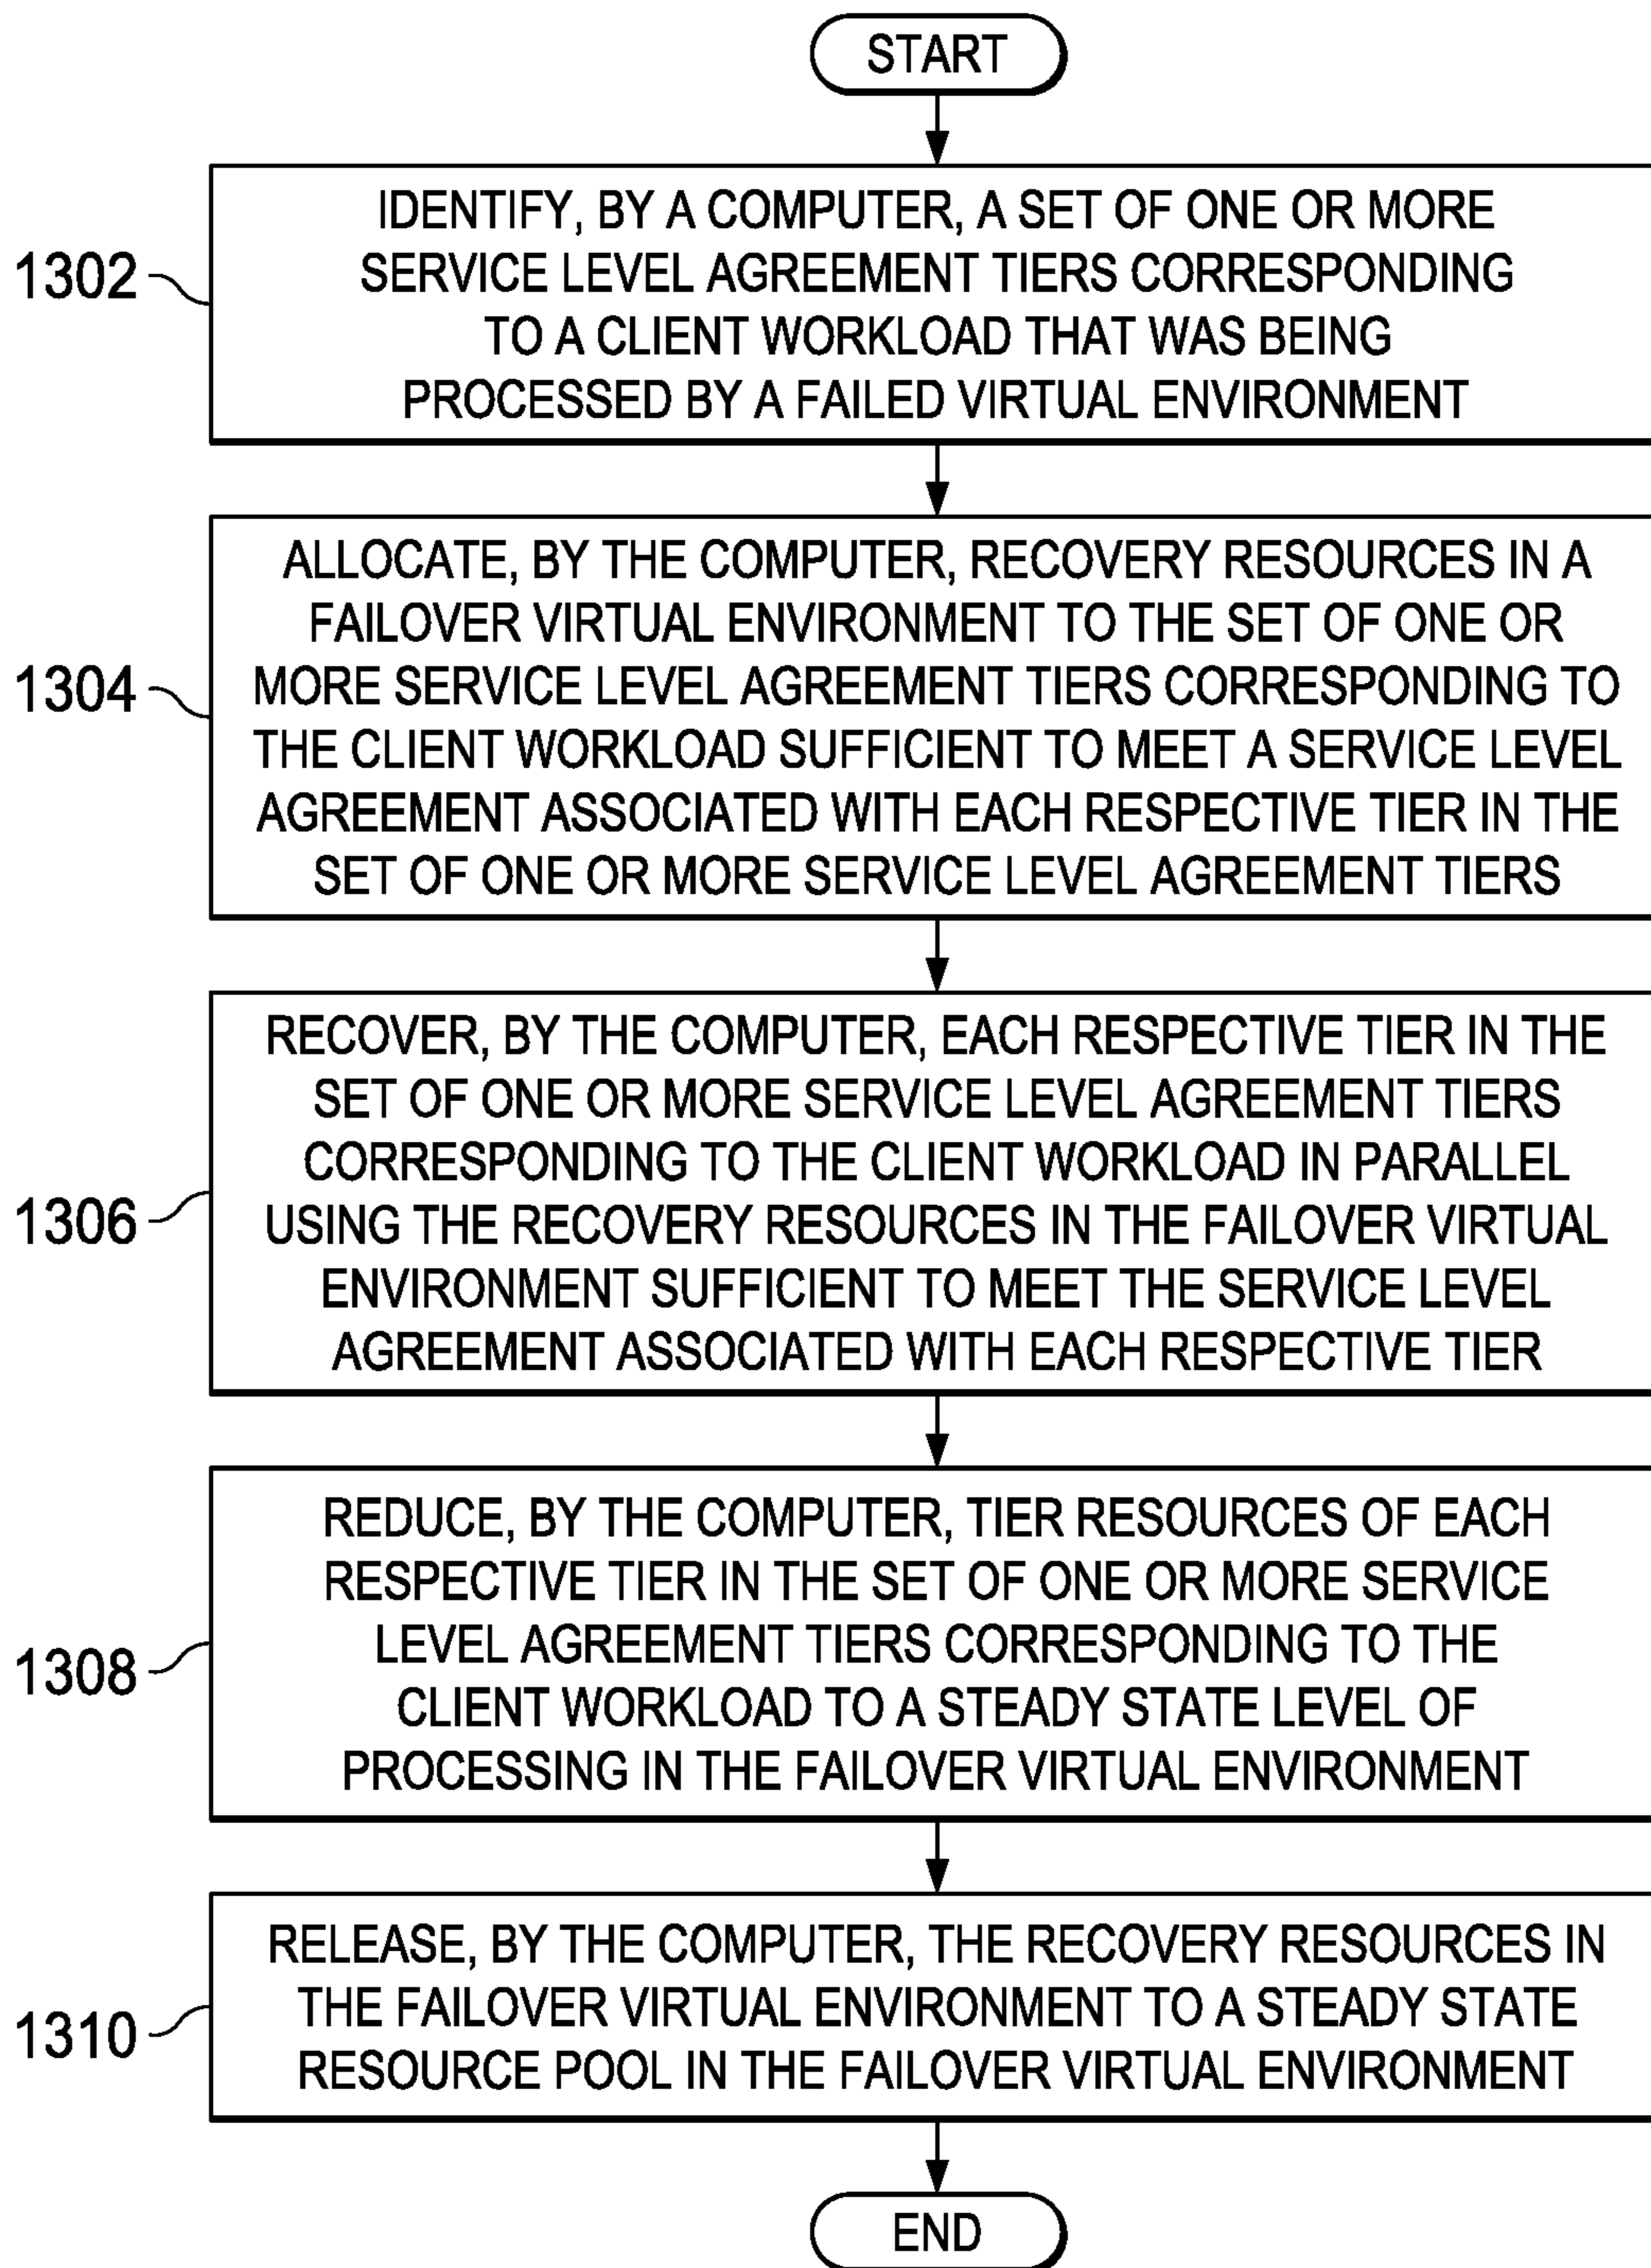 START
1302
IDENTIFY, BY A COMPUTER, A SET OF ONE OR MORE
SERVICE LEVEL AGREEMENT TIERS CORRESPONDING
TO A CLIENT WORKLOAD THAT WAS BEING
PROCESSED BY A FAILED VIRTUAL ENVIRONMENT
1304
ALLOCATE, BY THE COMPUTER, RECOVERY RESOURCES IN A
FAILOVER VIRTUAL ENVIRONMENT TO THE SET OF ONE OR
MORE SERVICE LEVEL AGREEMENT TIERS CORRESPONDING TO
THE CLIENT WORKLOAD SUFFICIENT TO MEET A SERVICE LEVEL
AGREEMENT ASSOCIATED WITH EACH RESPECTIVE TIER IN THE
SET OF ONE OR MORE SERVICE LEVEL AGREEMENT TIERS
1306
RECOVER, BY THE COMPUTER, EACH RESPECTIVE TIER IN THE
SET OF ONE OR MORE SERVICE LEVEL AGREEMENT TIERS
CORRESPONDING TO THE CLIENT WORKLOAD IN PARALLEL
USING THE RECOVERY RESOURCES IN THE FAILOVER VIRTUAL
ENVIRONMENT SUFFICIENT TO MEET THE SERVICE LEVEL
AGREEMENT ASSOCIATED WITH EACH RESPECTIVE TIER
1308
REDUCE, BY THE COMPUTER, TIER RESOURCES OF EACH
RESPECTIVE TIER IN THE SET OF ONE OR MORE SERVICE
LEVEL AGREEMENT TIERS CORRESPONDING TO THE
CLIENT WORKLOAD TO A STEADY STATE LEVEL OF
PROCESSING IN THE FAILOVER VIRTUAL ENVIRONMENT
1310
RELEASE, BY THE COMPUTER, THE RECOVERY RESOURCES IN
THE FAILOVER VIRTUAL ENVIRONMENT TO A STEADY STATE
RESOURCE POOL IN THE FAILOVER VIRTUAL ENVIRONMENT
END